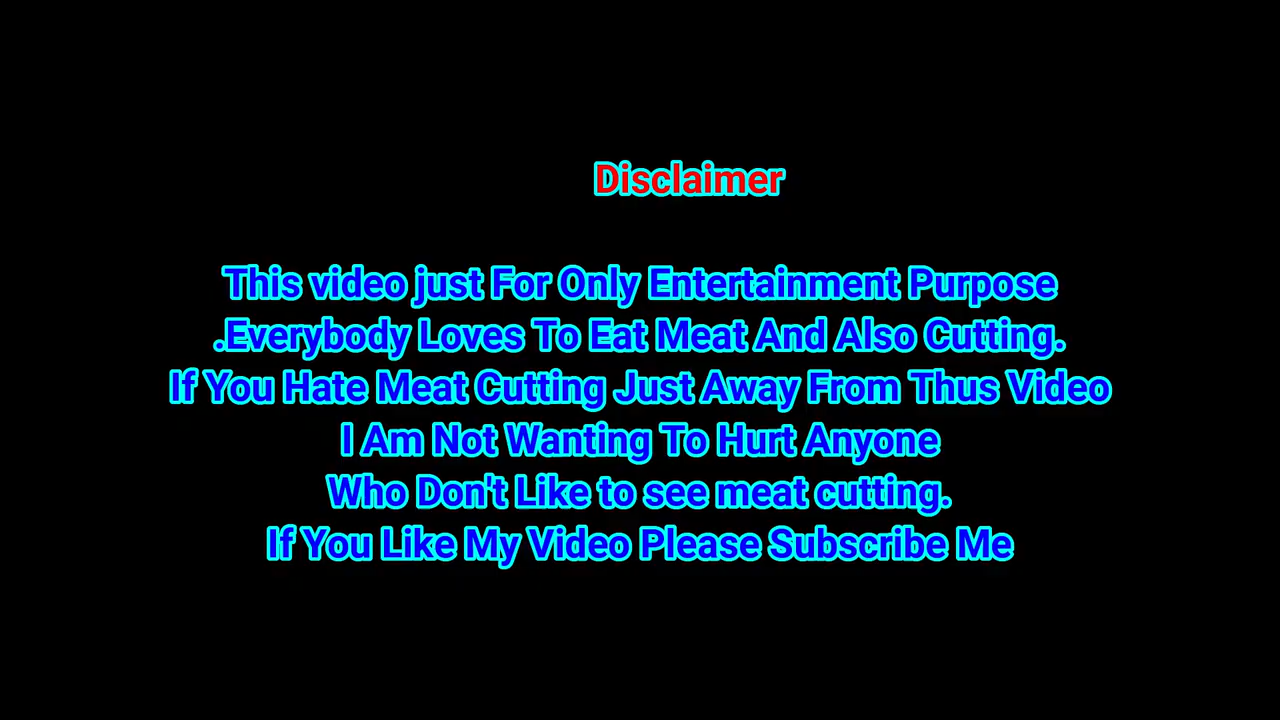 Disclaimer
This video just For Only Entertainment Purpose
.Everybody Loves To Eat Meat And Also Cutting.
If You Hate Meat Cutting Just Away From Thus Video
I Am Not Wanting To Hurt Anyone
Who Don't Like to see meat cutting.
If You Like My Video Please Subscribe Me